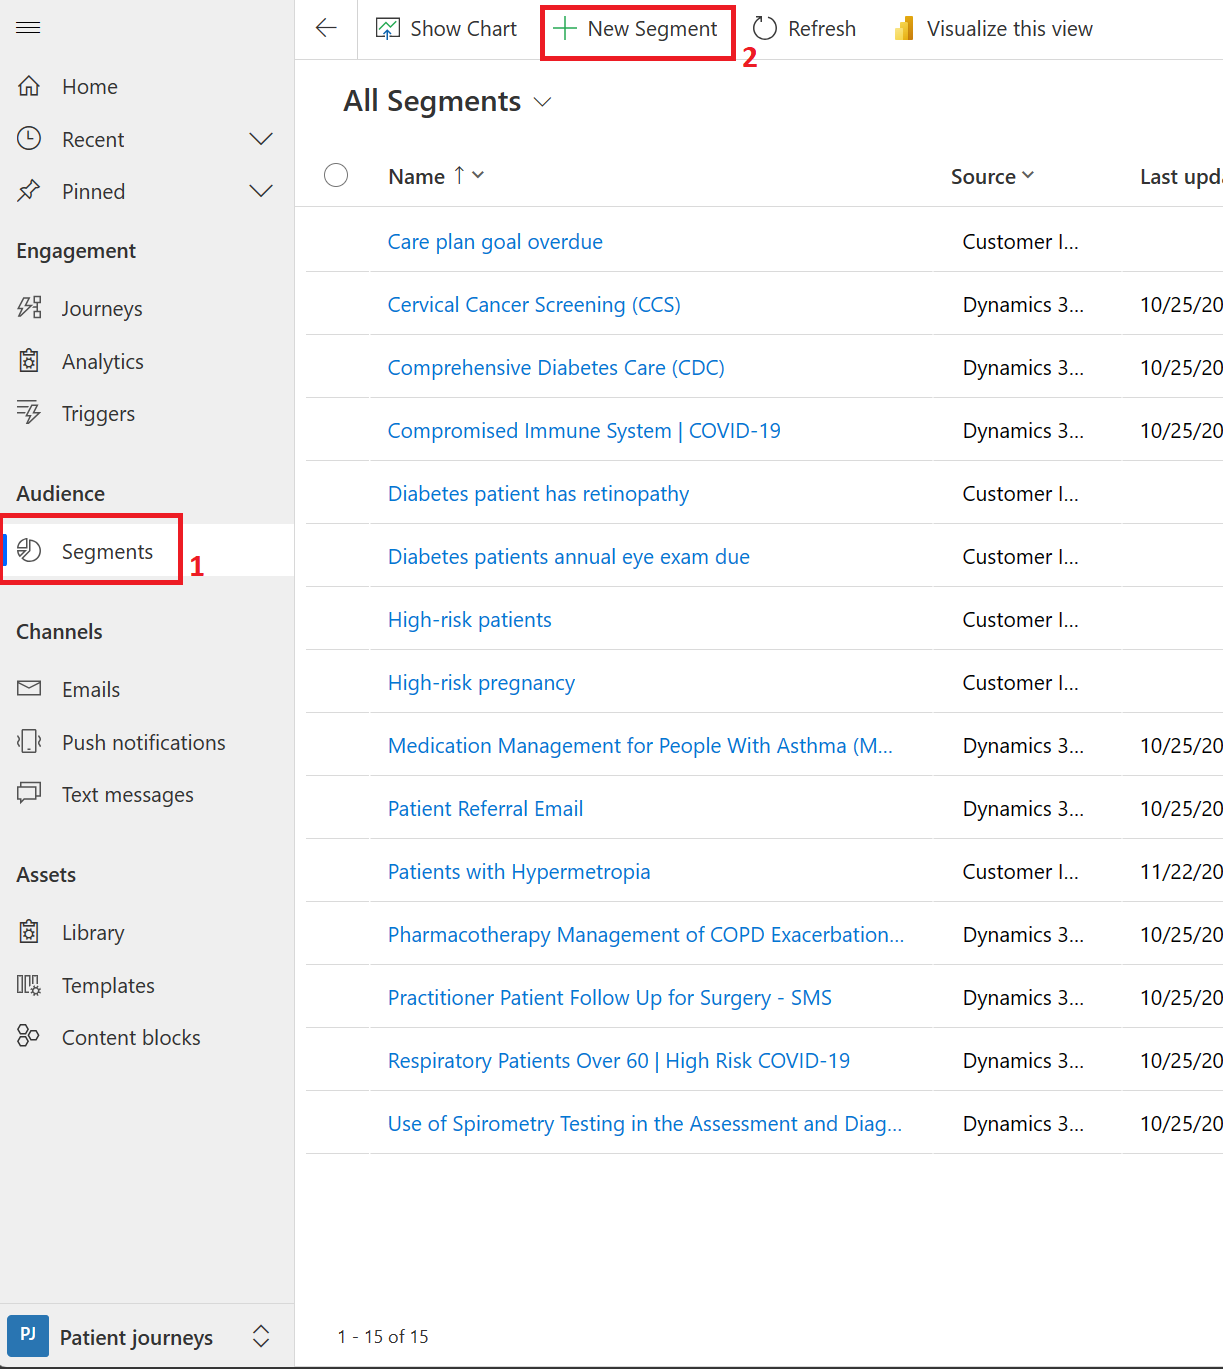 Home
Recent
Pinned
Engagement
Journeys
Analytics
Triggers
Audience
Segments
1
Channels
Emails
Push notifications
Text messages
Assets
Library
Templates
Content blocks
PJ Patient journeys
Show Chart New Segment Refresh Visualize this view
2
All Segments
Name Source Last upda
Care plan goal overdue Customer I...
Cervical Cancer Screening (CCS) Dynamics 3... 10/25/20
Comprehensive Diabetes Care (CDC) Dynamics 3... 10/25/20
Compromised Immune System | COVID-19 Dynamics 3... 10/25/20
Diabetes patient has retinopathy Customer I...
Diabetes patients annual eye exam due Customer I...
High-risk patients Customer I...
High-risk pregnancy Customer I...
Medication Management for People With Asthma (M... Dynamics 3... 10/25/20
Patient Referral Email Dynamics 3... 10/25/20
Patients with Hypermetropia Customer I... 11/22/20
Pharmacotherapy Management of COPD Exacerbation... Dynamics 3... 10/25/20
Practitioner Patient Follow Up for Surgery - SMS Dynamics 3... 10/25/20
Respiratory Patients Over 60 | High Risk COVID-19 Dynamics 3... 10/25/20
Use of Spirometry Testing in the Assessment and Diag... Dynamics 3... 10/25/20
1 - 15 of 15